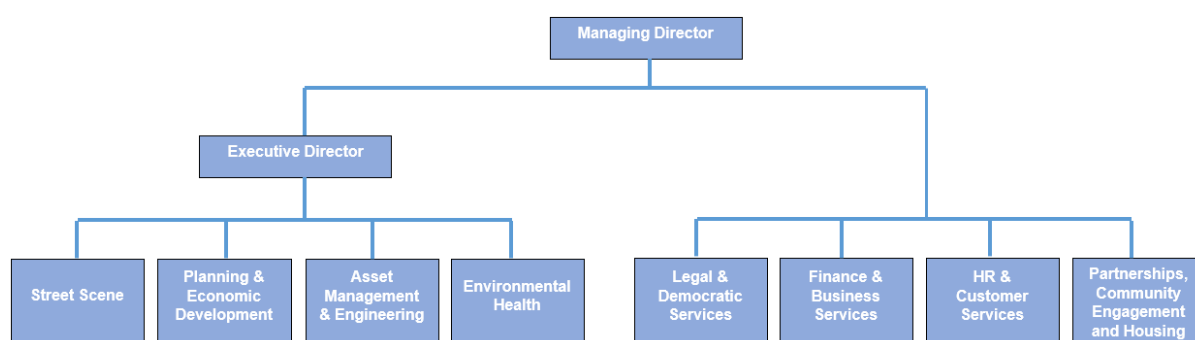 Managing Director
Executive Director
Street Scene
Planning &
Economic
Development
Asset
Management
& Engineering
Environmental
Health
Legal &
Democratic
Services
Finance &
Business
Services
HR &
Customer
Services
Partnerships,
Community
Engagement
and Housing